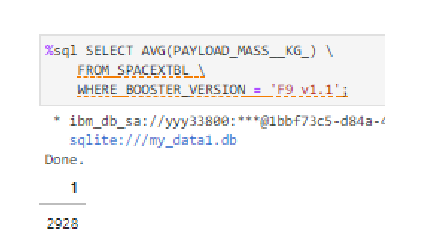 %sql SELECT AVG(PAYLOAD_MASS__KG_) \
FROM SPACEXTBL \
WHERE BOOSTER_VERSION = 'F9 v1.1';
* ibm_db_sa://yyy33800:***@1bbf73c5-d84a-4
sqlite:///my_data1.db
Done.
1
2928